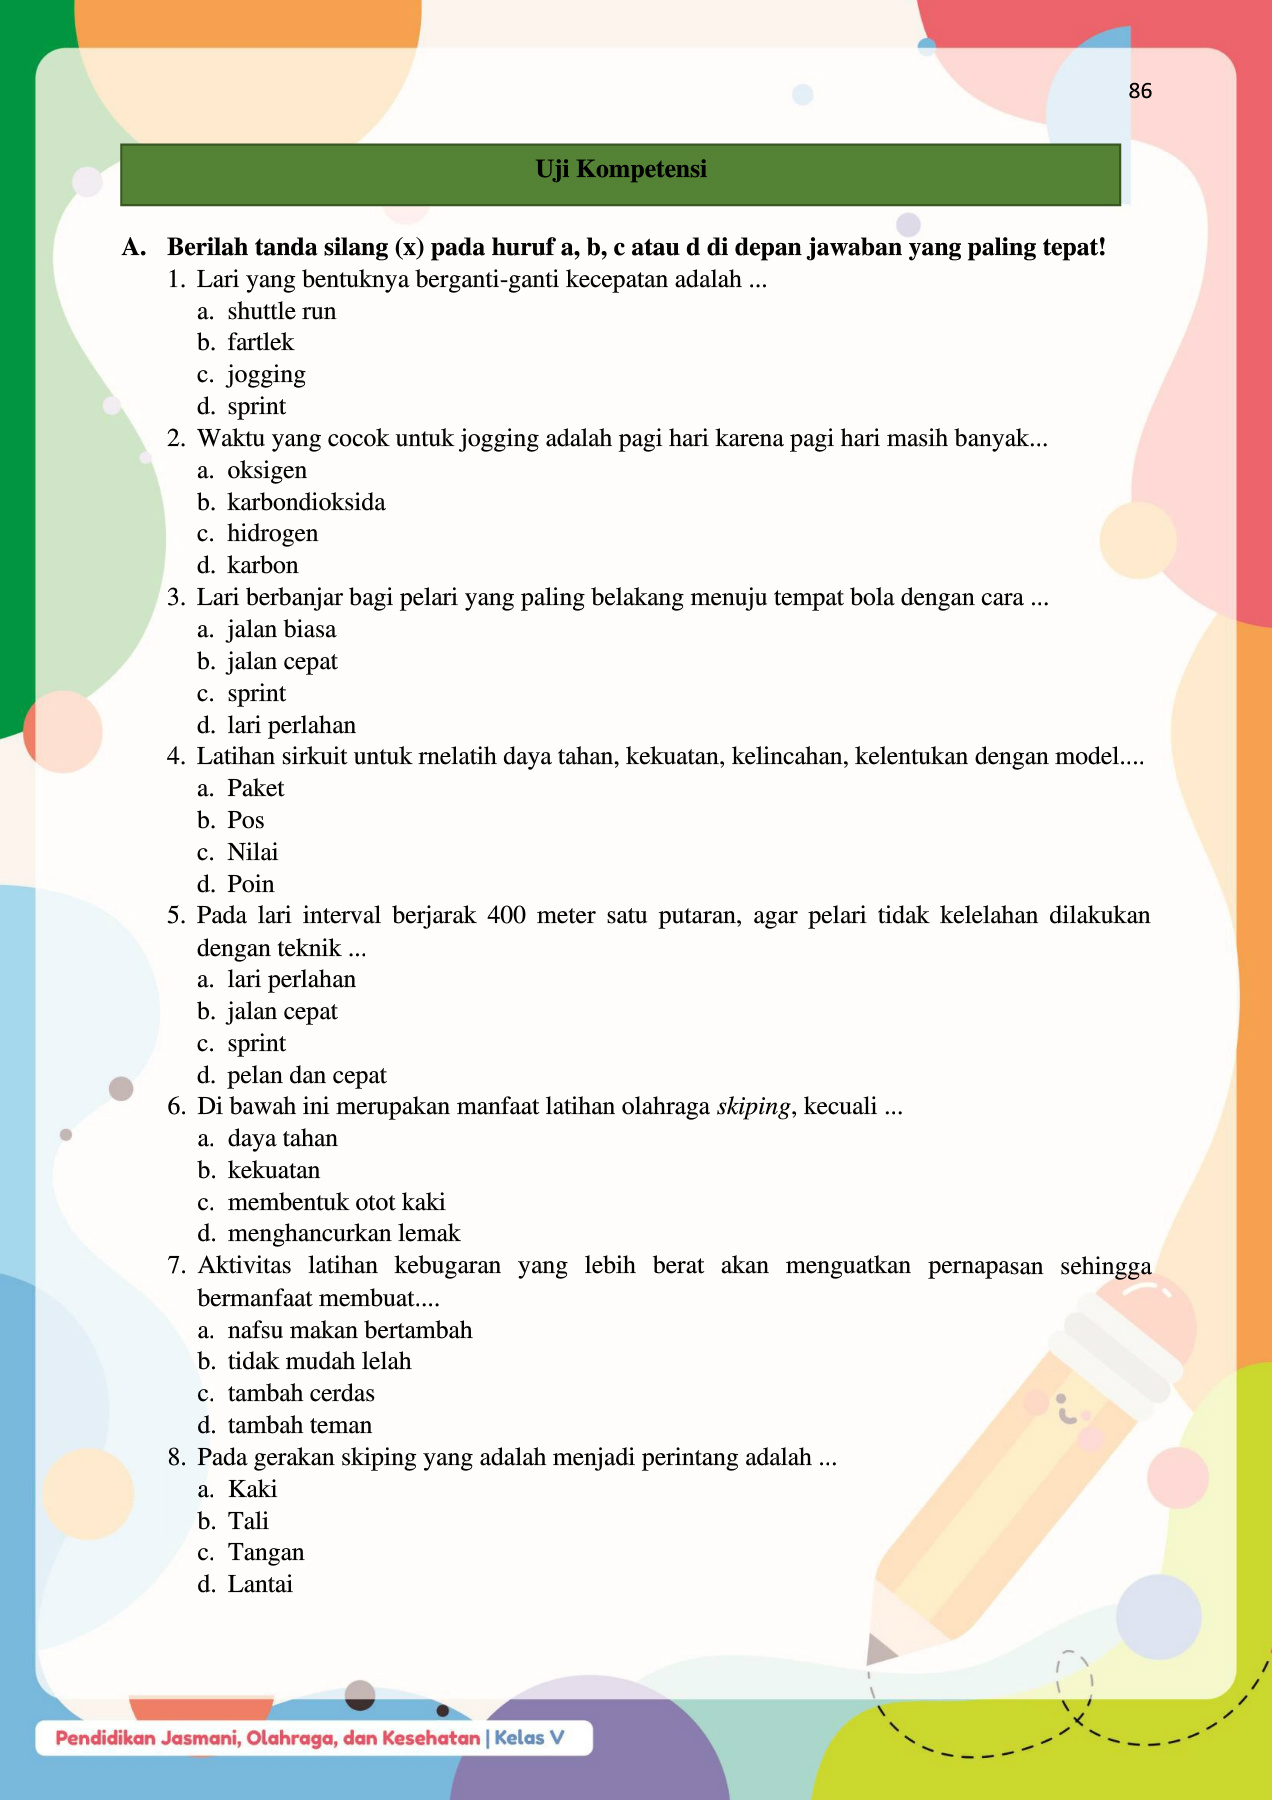 86
Uji Kompetensi
A. Berilah tanda silang (x) pada huruf a, b, c atau d di depan jawaban yang paling tepat!
1. Lari yang bentuknya berganti-ganti kecepatan adalah ...
a. shuttle run
b. fartlek
c. jogging
d. sprint
2. Waktu yang cocok untuk jogging adalah pagi hari karena pagi hari masih banyak...
a. oksigen
b. karbondioksida
c. hidrogen
d. karbon
3. Lari berbanjar bagi pelari yang paling belakang menuju tempat bola dengan cara ...
a. jalan biasa
b. jalan cepat
c. sprint
d. lari perlahan
4. Latihan sirkuit untuk rnelatih daya tahan, kekuatan, kelincahan, kelentukan dengan model....
a. Paket
b. Pos
c. Nilai
d. Poin
5. Pada lari interval berjarak 400 meter satu putaran, agar pelari tidak kelelahan dilakukan
dengan teknik ...
a. lari perlahan
b. jalan cepat
c. sprint
d. pelan dan cepat
6. Di bawah ini merupakan manfaat latihan olahraga skiping, kecuali ...
a. daya tahan
b. kekuatan
c. membentuk otot kaki
d. menghancurkan lemak
7. Aktivitas latihan kebugaran yang lebih berat akan menguatkan pernapasan sehingga
bermanfaat membuat....
a. nafsu makan bertambah
b. tidak mudah lelah
c. tambah cerdas
d. tambah teman
8. Pada gerakan skiping yang adalah menjadi perintang adalah ...
a. Kaki
b. Tali
c. Tangan
d. Lantai
Pendidikan Jasmani, Olahraga, dan Kesehatan | Kelas V